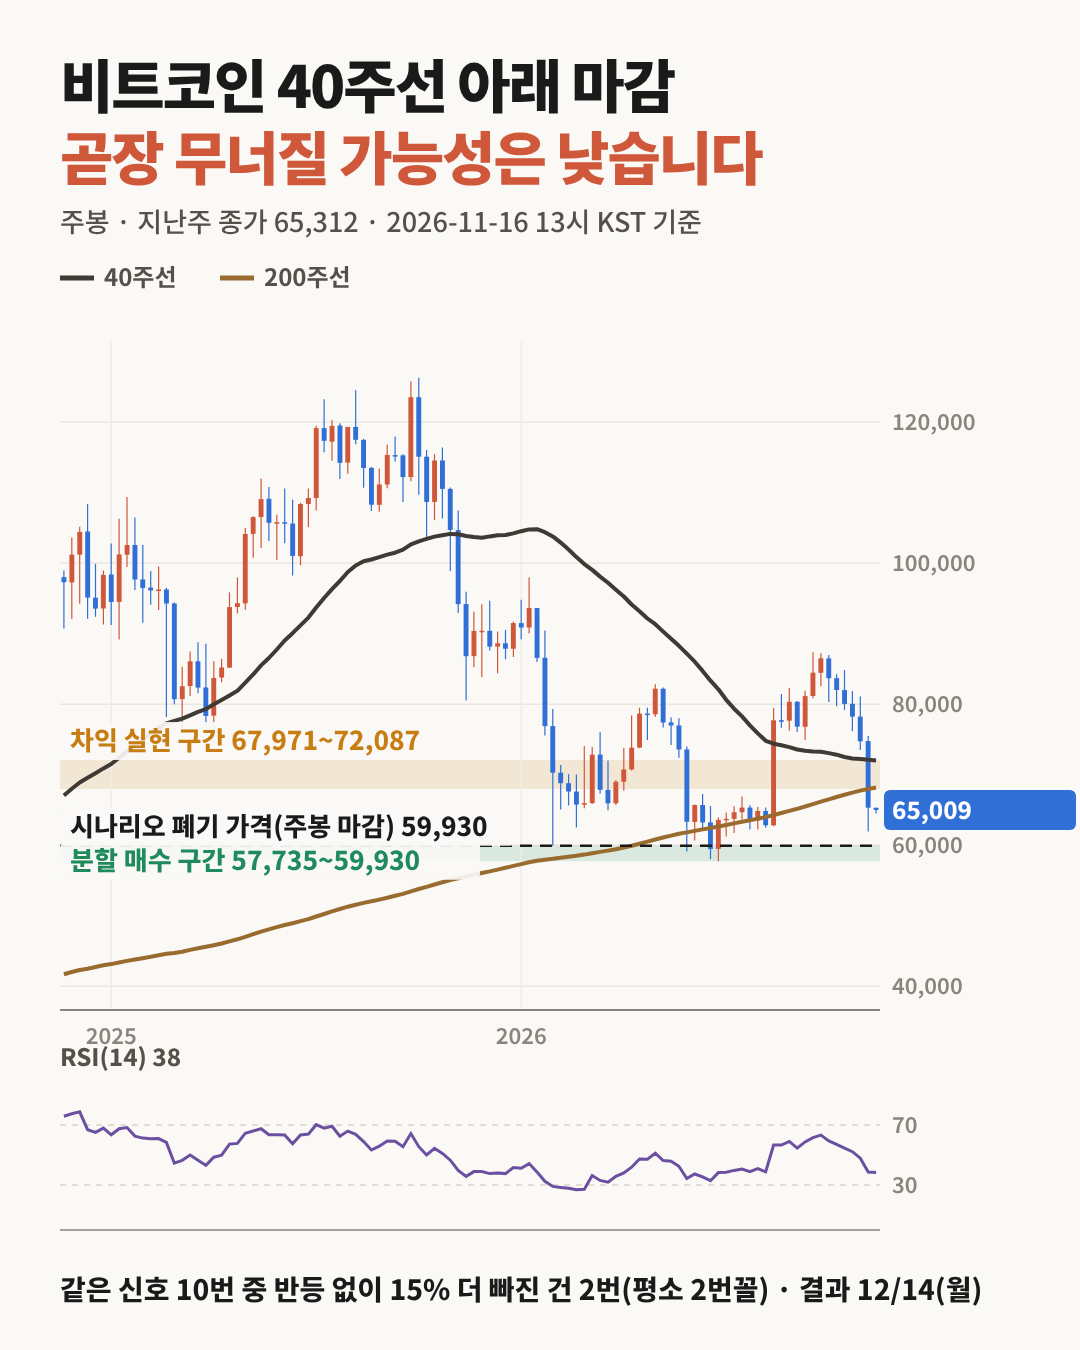 비트코인 40주선 아래 마감
곧장 무너질 가능성은 낮습니다
주봉 · 지난주 종가 65,312 · 2026-11-16 13시 KST 기준
40주선 200주선
120,000
100,000
80,000
차익 실현 구간 67,971~72,087
65,009
시나리오 폐기 가격(주봉 마감) 59,930
60,000
분할 매수 구간 57,735~59,930
40,000
2025 2026
RSI(14) 38
70
30
같은 신호 10번 중 반등 없이 15% 더 빠진 건 2번(평소 2번꼴) · 결과 12/14(월)